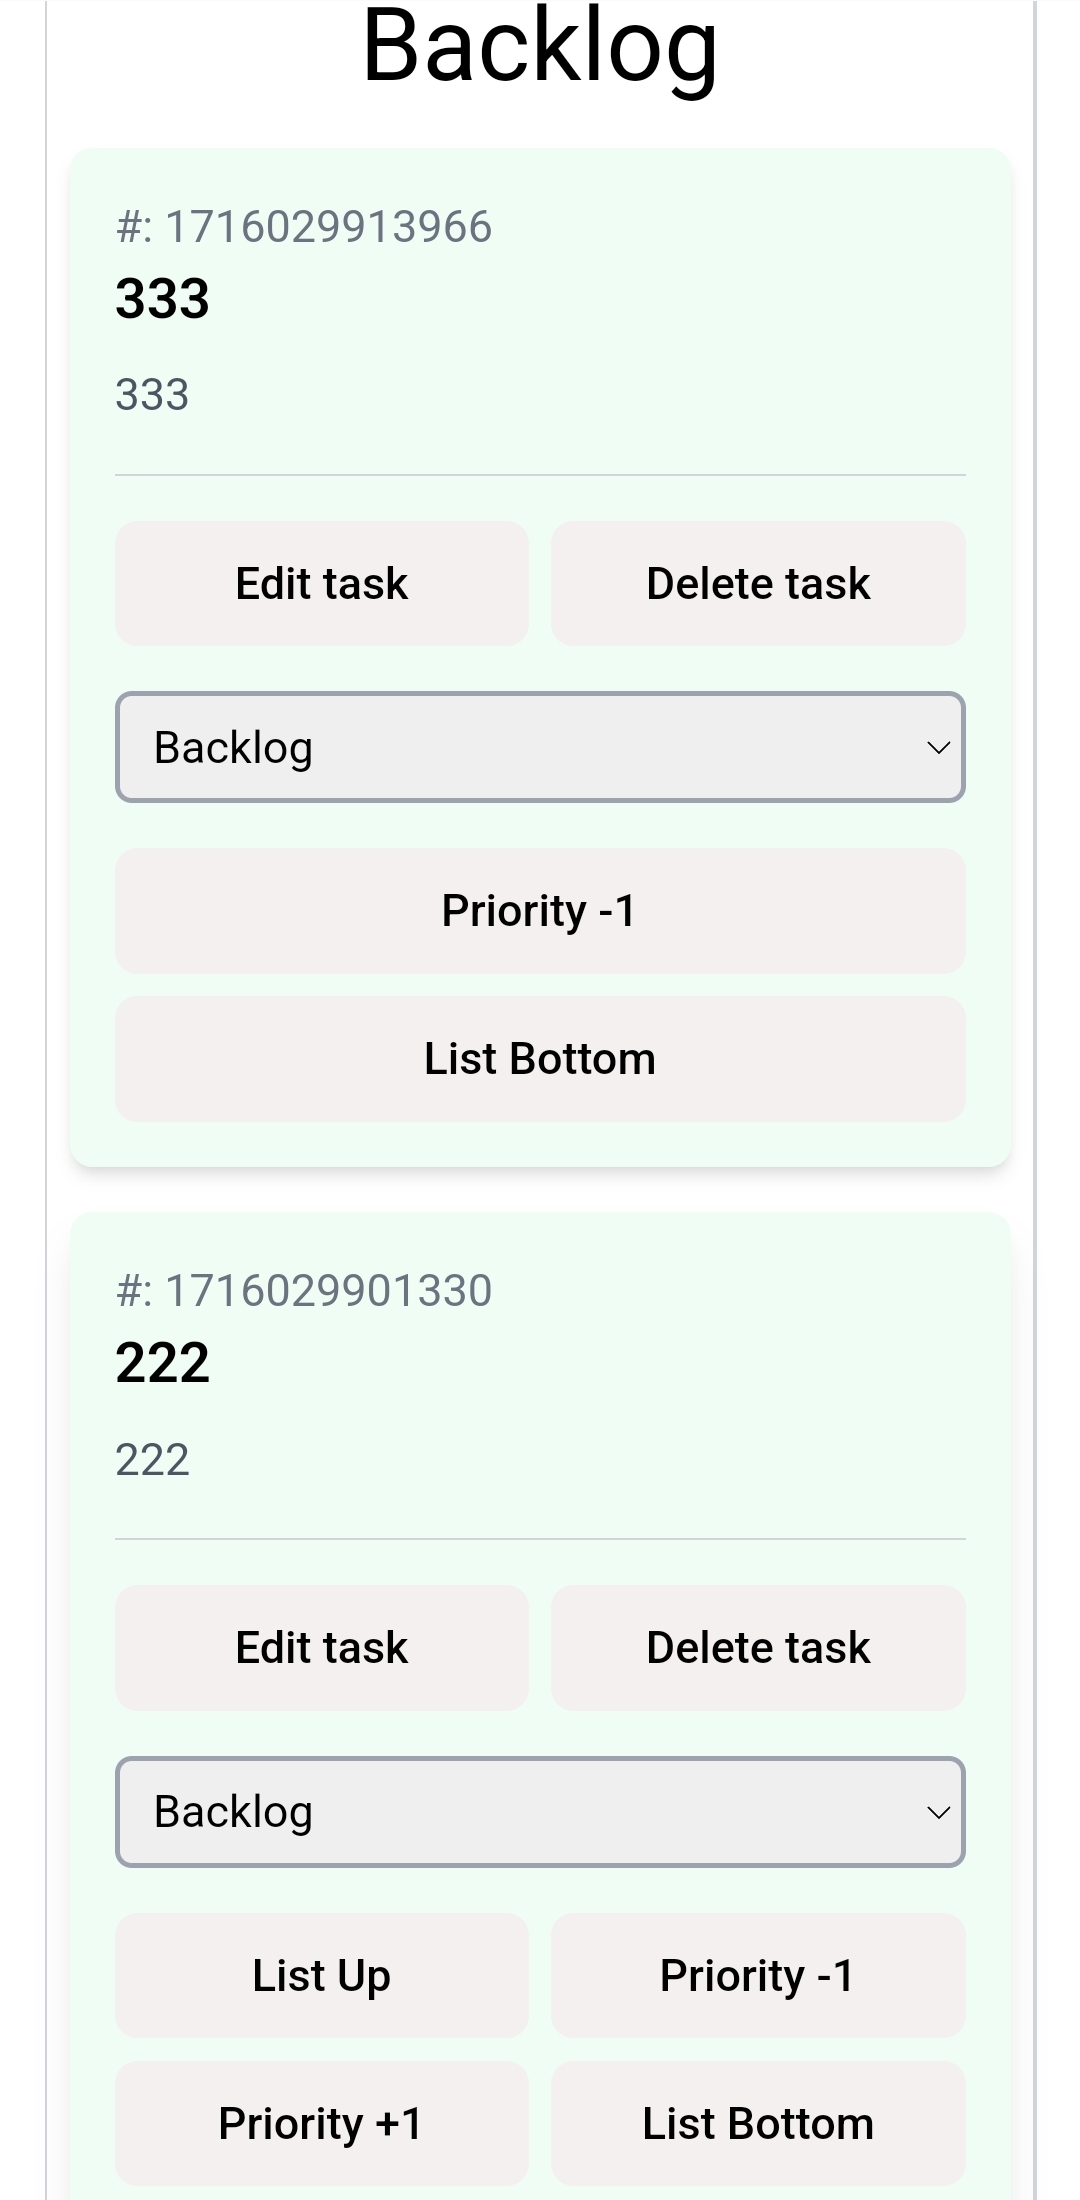 Backlog
#: 1716029913966
333
333
Edit task Delete task
Backlog
Priority -1
List Bottom
#: 1716029901330
222
222
Edit task Delete task
Backlog
List Up Priority -1
Priority +1 List Bottom